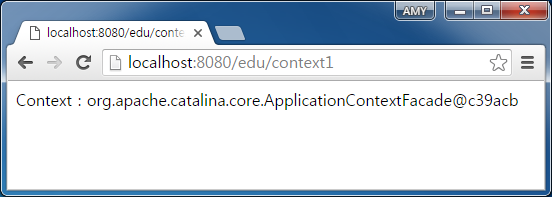 AMY
localhost:8080/edu/conte
localhost:8080/edu/context1
Context : org.apache.catalina.core.ApplicationContextFacade@c39acb